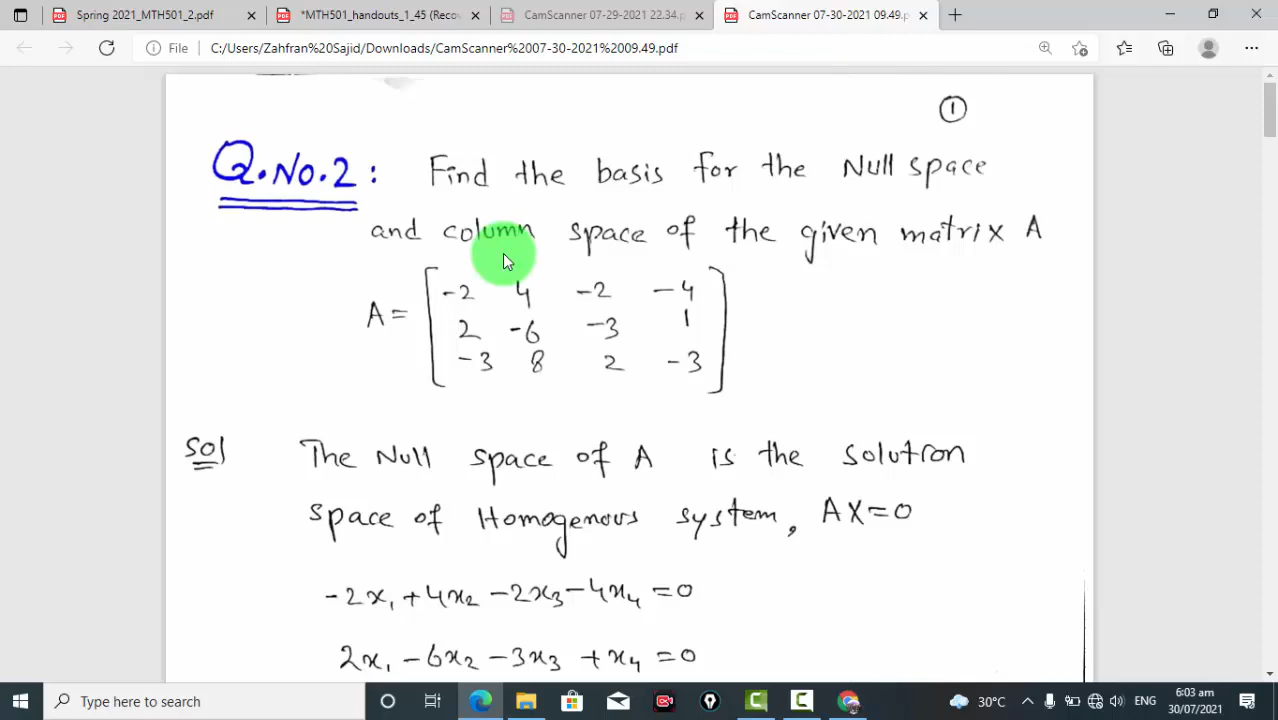 Spring 2021_MTH501_2.pdf
*MTH501_handouts_1_45 (Recov
CamScanner 07-29-2021 22.34.p
CamScanner 07-30-2021 09.49.p
File C:/Users/Zahfran%20Sajid/Downloads/CamScanner%2007-30-2021%2009.49.pdf
1
Q.No.2: Find the basis for the Null space
and column space of the given matrix A
A = [ -2 4 -2 -4
2 -6 -3 1
-3 8 2 -3 ]
Sol The Null space of A is the solutron
space of Homogenous system, AX=0
-2x₁ +4x₂ -2x₃ -4x₄ =0
2x₁ -6x₂ -3x₃ +x₄ =0
Type here to search
30°C
ENG
6:03 am
30/07/2021